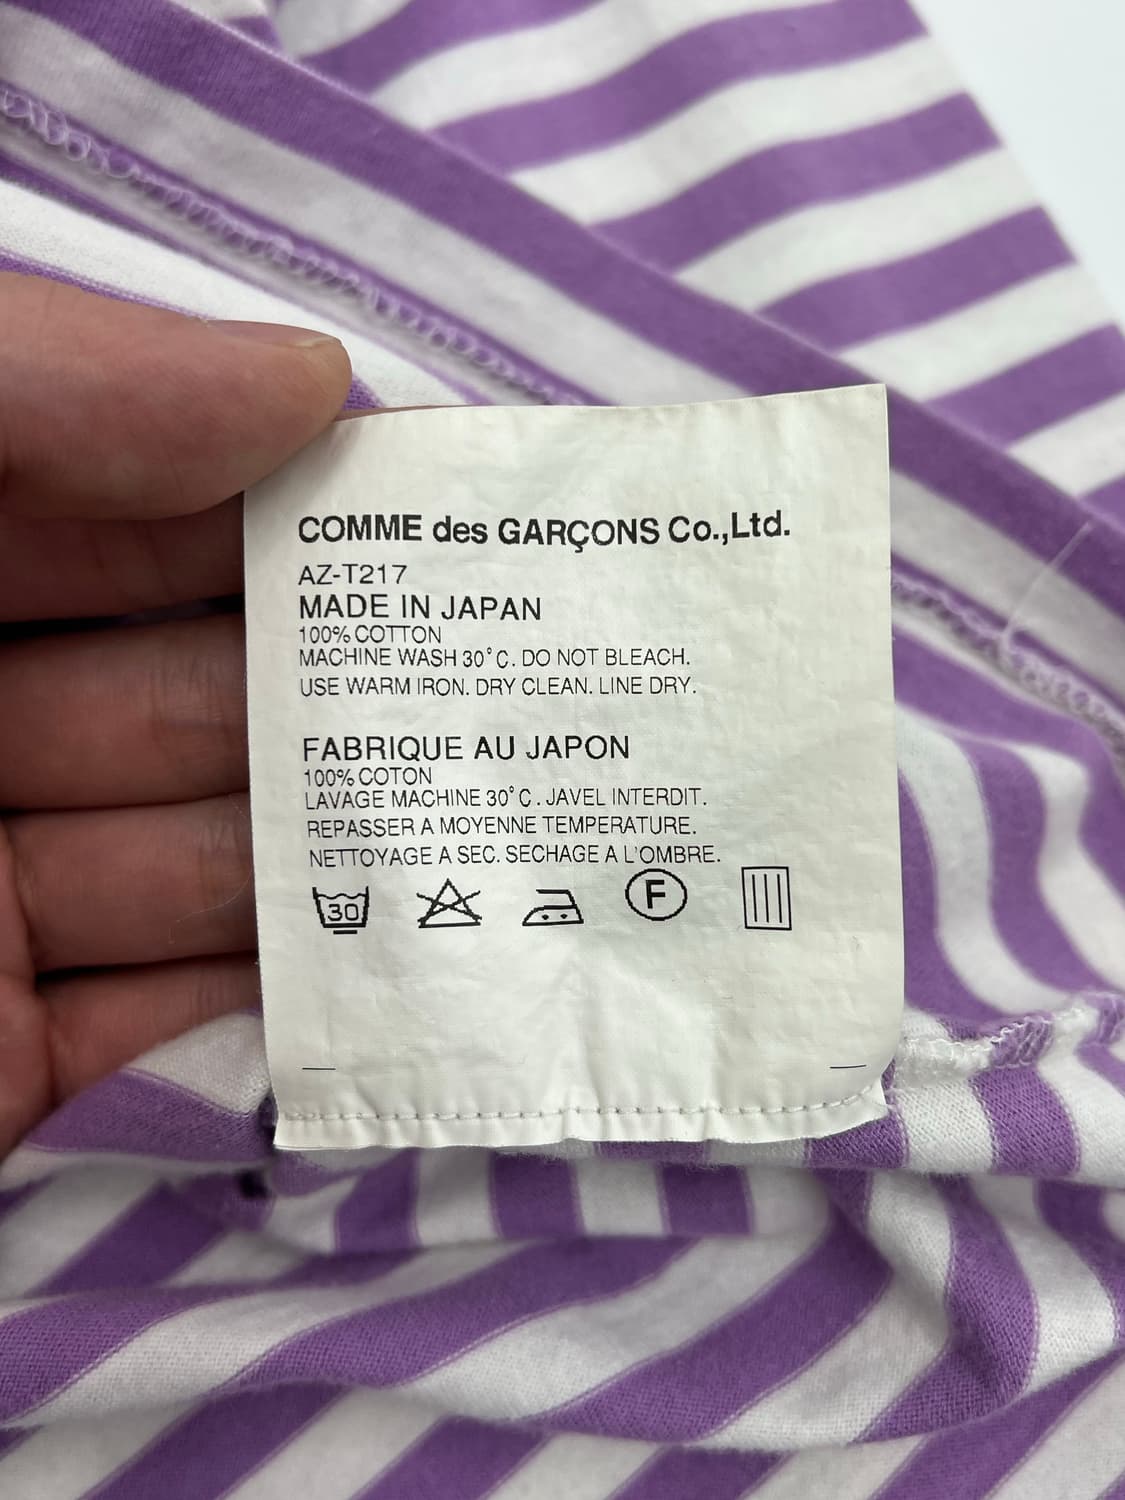 COMME des GARÇONS Co.,Ltd.
AZ-T217
MADE IN JAPAN
100% COTTON
MACHINE WASH 30°C. DO NOT BLEACH.
USE WARM IRON. DRY CLEAN. LINE DRY.
FABRIQUE AU JAPON
100% COTON
LAVAGE MACHINE 30°C. JAVEL INTERDIT.
REPASSER A MOYENNE TEMPERATURE.
NETTOYAGE A SEC. SECHAGE A L'OMBRE.
30 F